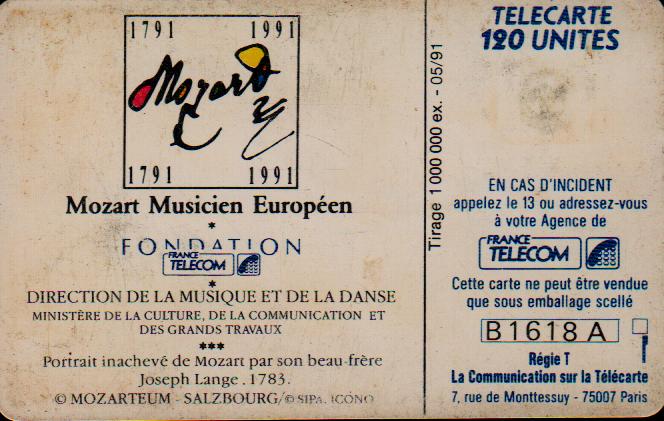 1791 1991
Mozart
1791 1991
Mozart Musicien Européen
*
FONDATION
FRANCE
TELECOM
*
DIRECTION DE LA MUSIQUE ET DE LA DANSE
MINISTÈRE DE LA CULTURE, DE LA COMMUNICATION ET
DES GRANDS TRAVAUX
***
Portrait inachevé de Mozart par son beau-frère
Joseph Lange . 1783.
© MOZARTEUM - SALZBOURG/© SIPA. ICONO
Tirage 1 000 000 ex. - 05/91
TELECARTE
120 UNITES
EN CAS D'INCIDENT
appelez le 13 ou adressez-vous
à votre Agence de
FRANCE
TELECOM
Cette carte ne peut être vendue
que sous emballage scellé
B1618A
Régie T
La Communication sur la Télécarte
7, rue de Monttessuy - 75007 Paris